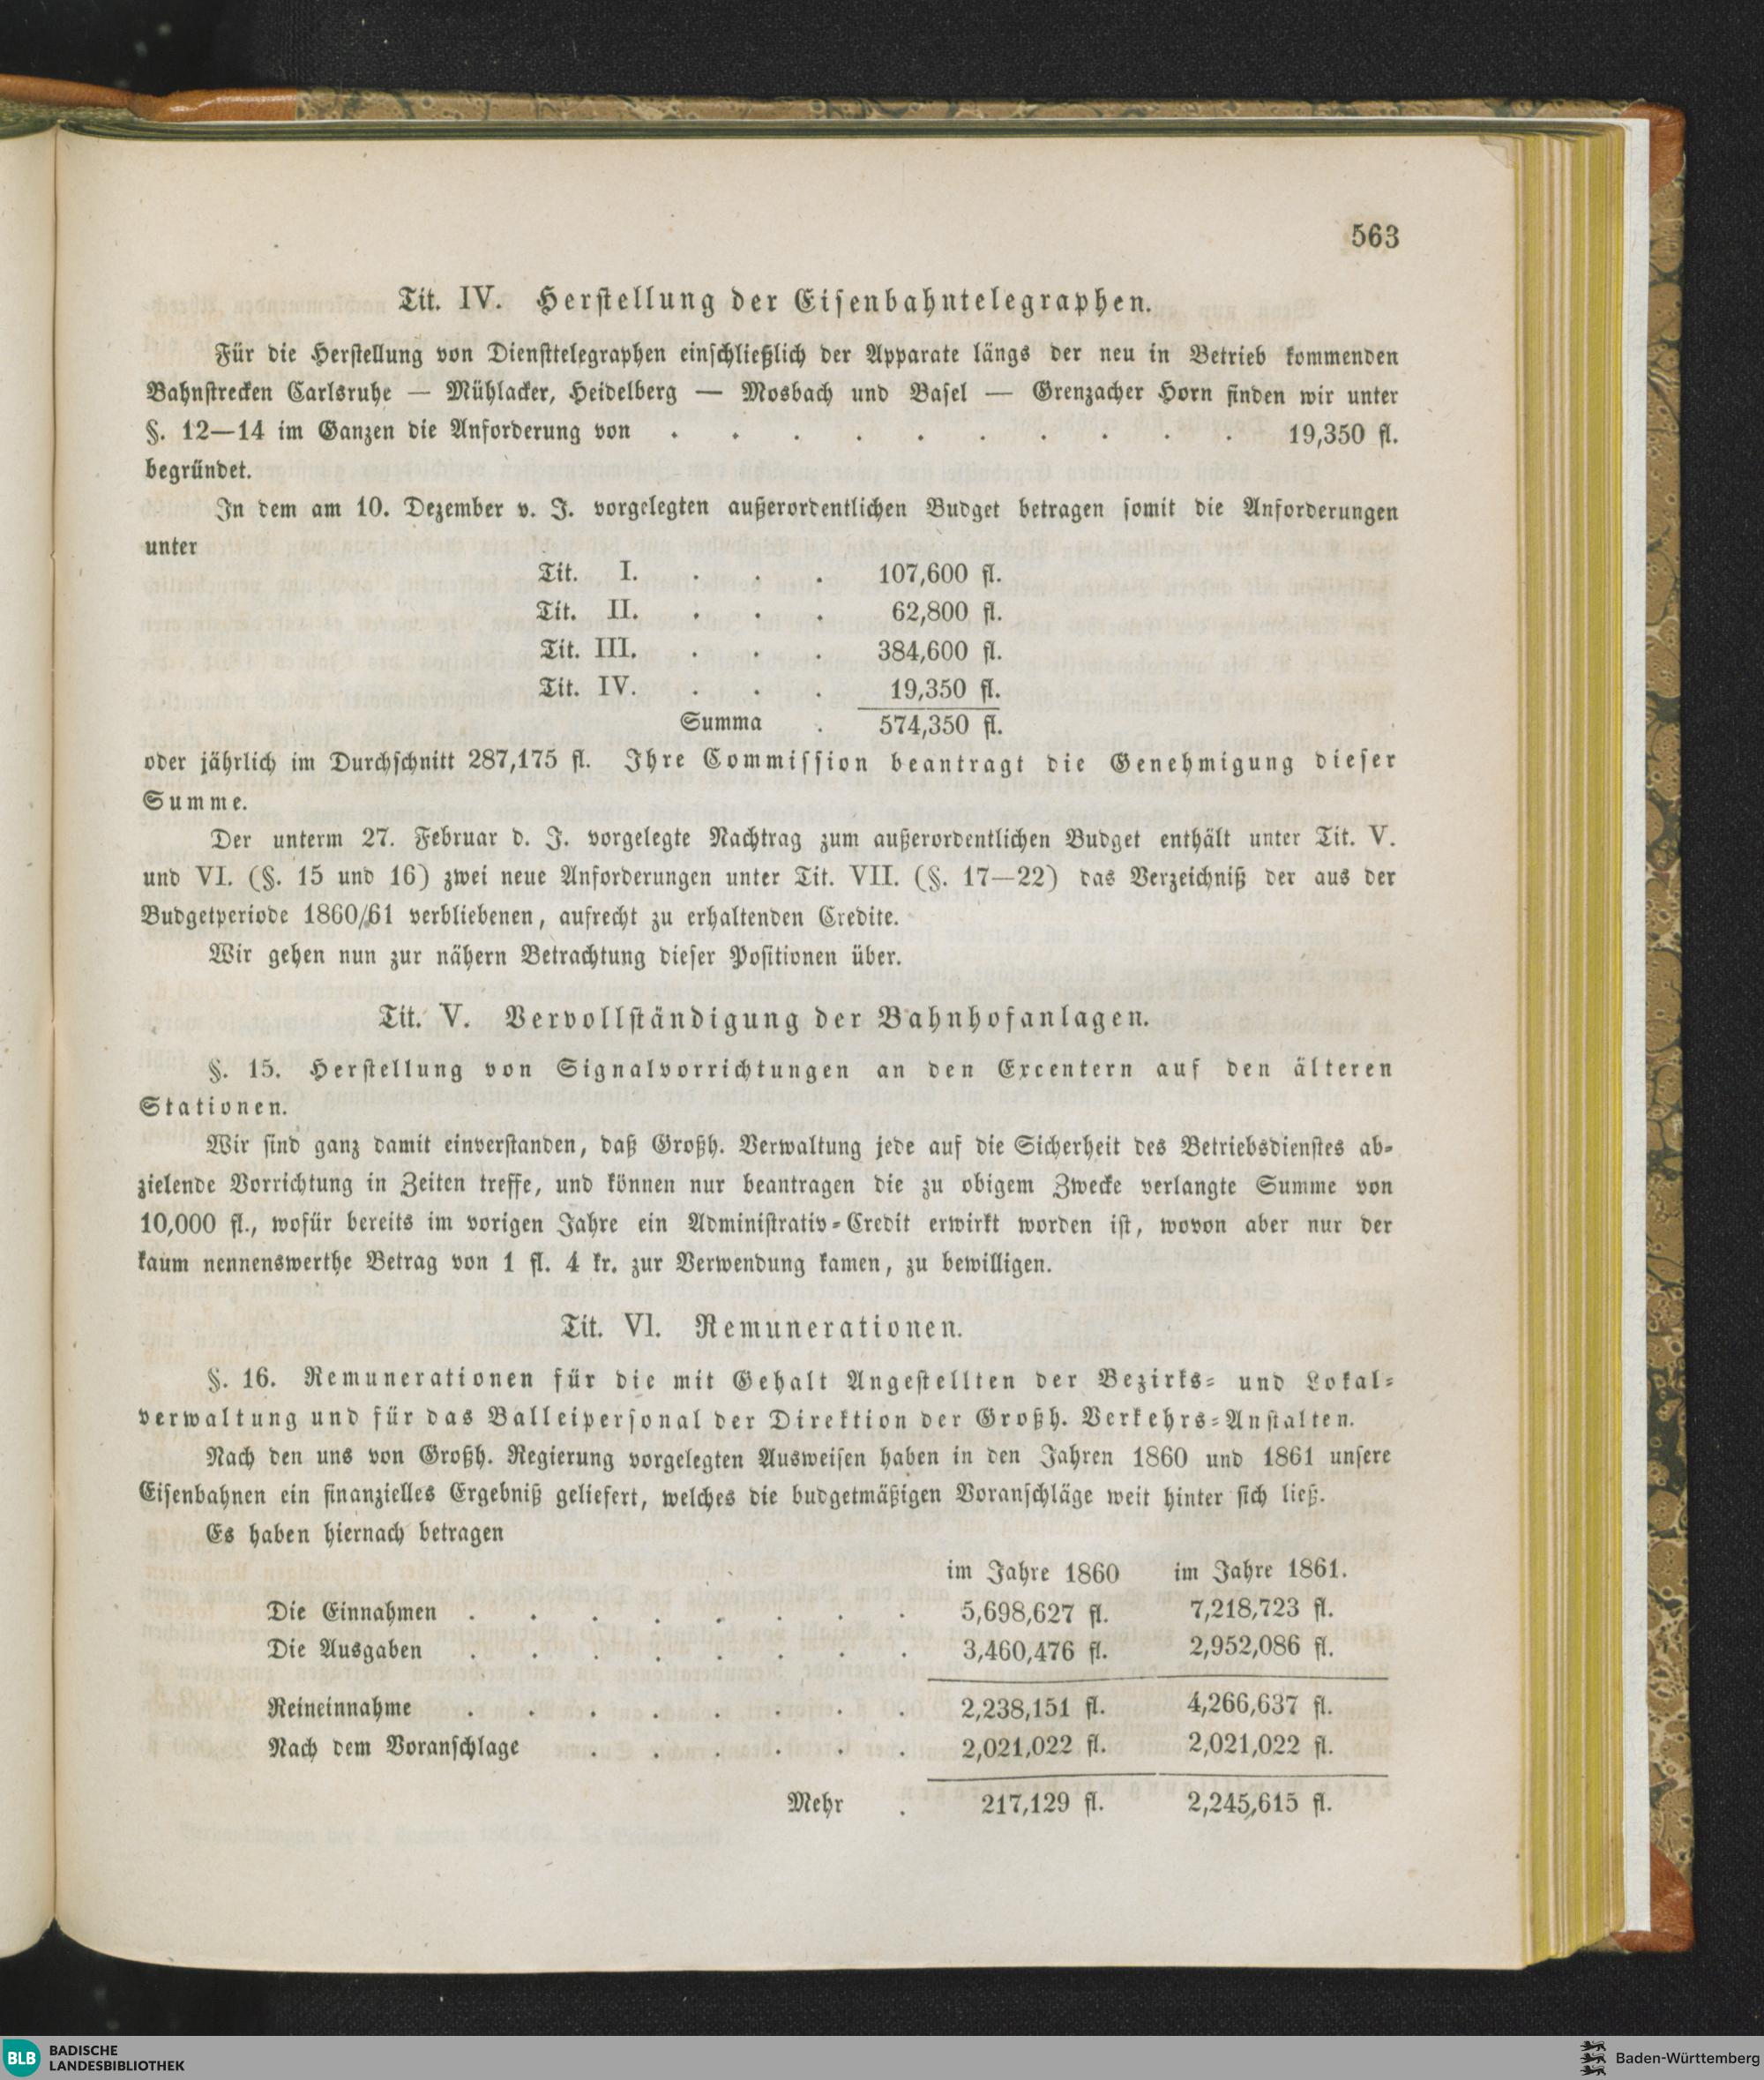 563
Tit. IV. Herstellung der Eisenbahntelegraphen.
Für die Herstellung von Diensttelegraphen einschließlich der Apparate längs der neu in Betrieb kommenden
Bahnstrecken Carlsruhe — Mühlacker, Heidelberg — Mosbach und Basel — Grenzacher Horn finden wir unter
§. 12—14 im Ganzen die Anforderung von . . . . . . . . . . 19,350 fl.
begründet.
In dem am 10. Dezember v. J. vorgelegten außerordentlichen Budget betragen somit die Anforderungen
unter
Tit. I. . . . 107,600 fl.
Tit. II. . . . 62,800 fl.
Tit. III. . . . 384,600 fl.
Tit. IV. . . . 19,350 fl.
Summa . 574,350 fl.
oder jährlich im Durchschnitt 287,175 fl. Ihre Commission beantragt die Genehmigung dieser
Summe.
Der unterm 27. Februar d. J. vorgelegte Nachtrag zum außerordentlichen Budget enthält unter Tit. V.
und VI. (§. 15 und 16) zwei neue Anforderungen unter Tit. VII. (§. 17—22) das Verzeichniß der aus der
Budgetperiode 1860/61 verbliebenen, aufrecht zu erhaltenden Credite.
Wir gehen nun zur nähern Betrachtung dieser Positionen über.
Tit. V. Vervollständigung der Bahnhofanlagen.
§. 15. Herstellung von Signalvorrichtungen an den Excentern auf den älteren
Stationen.
Wir sind ganz damit einverstanden, daß Großh. Verwaltung jede auf die Sicherheit des Betriebsdienstes ab-
zielende Vorrichtung in Zeiten treffe, und können nur beantragen die zu obigem Zwecke verlangte Summe von
10,000 fl., wofür bereits im vorigen Jahre ein Administrativ-Credit erwirkt worden ist, wovon aber nur der
kaum nennenswerthe Betrag von 1 fl. 4 kr. zur Verwendung kamen, zu bewilligen.
Tit. VI. Remunerationen.
§. 16. Remunerationen für die mit Gehalt Angestellten der Bezirks- und Lokal-
verwaltung und für das Balleipersonal der Direktion der Großh. Verkehrs-Anstalten.
Nach den uns von Großh. Regierung vorgelegten Ausweisen haben in den Jahren 1860 und 1861 unsere
Eisenbahnen ein finanzielles Ergebniß geliefert, welches die budgetmäßigen Voranschläge weit hinter sich ließ.
Es haben hiernach betragen
im Jahre 1860 im Jahre 1861.
Die Einnahmen . . . . . . . . 5,698,627 fl. 7,218,723 fl.
Die Ausgaben . . . . . . . . 3,460,476 fl. 2,952,086 fl.
Reineinnahme . . . . . . . . 2,238,151 fl. 4,266,637 fl.
Nach dem Voranschlage . . . . . . 2,021,022 fl. 2,021,022 fl.
Mehr . 217,129 fl. 2,245,615 fl.
BLB BADISCHE
LANDESBIBLIOTHEK
Baden-Württemberg